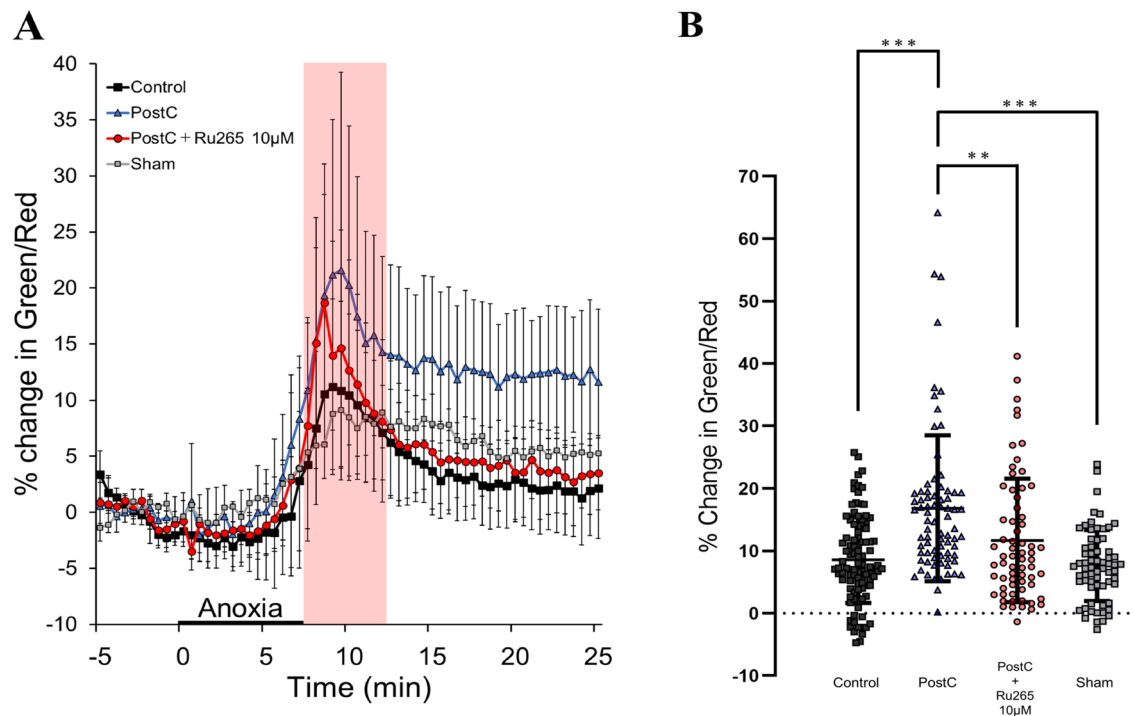 A
% change in Green/Red
40
35
30
25
20
15
10
5
0
-5
-10
Control
PostC
PostC + Ru265 10μM
Sham
Anoxia
-5 0 5 10 15 20 25
Time (min)
B
***
***
**
% Change in Green/Red
70
60
50
40
30
20
10
0
-10
Control
PostC
PostC
+
Ru265
10μM
Sham